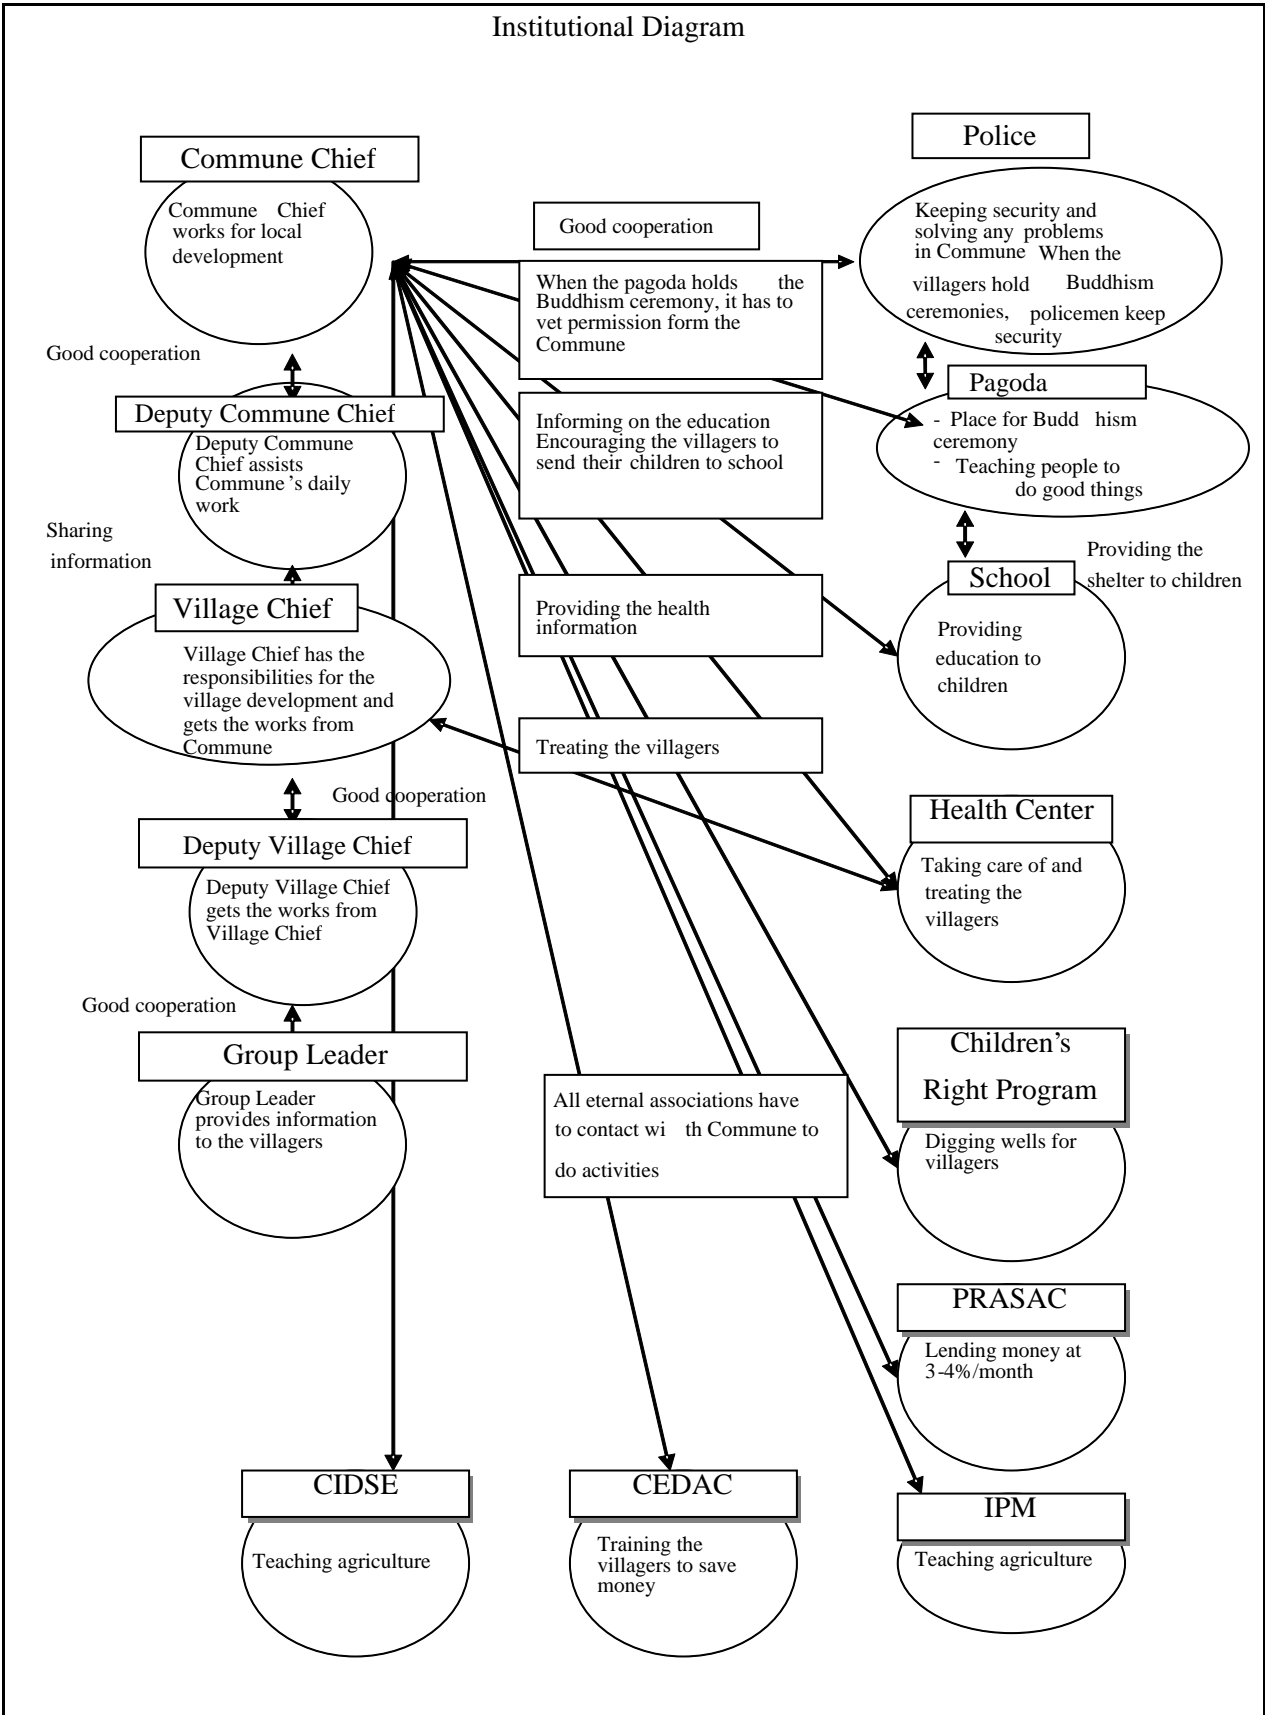 Institutional Diagram
Commune Chief
Commune Chief
works for local
development
Good cooperation
Deputy Commune Chief
Deputy Commune
Chief assists
Commune's daily
work
Sharing
information
Village Chief
Village Chief has the
responsibilities for the
village development and
gets the works from
Commune
Good cooperation
Deputy Village Chief
Deputy Village Chief
gets the works from
Village Chief
Good cooperation
Group Leader
Group Leader
provides information
to the villagers
Good cooperation
When the pagoda holds the
Buddhism ceremony, it has to
vet permission form the
Commune
Informing on the education
Encouraging the villagers to
send their children to school
Providing the health
information
Treating the villagers
All eternal associations have
to contact wi th Commune to
do activities
Police
Keeping security and
solving any problems
in Commune When the
villagers hold Buddhism
ceremonies, policemen keep
security
Pagoda
- Place for Budd hism
ceremony
- Teaching people to
do good things
Providing the
shelter to children
School
Providing
education to
children
Health Center
Taking care of and
treating the
villagers
Children's
Right Program
Digging wells for
villagers
PRASAC
Lending money at
3-4%/month
CIDSE
Teaching agriculture
CEDAC
Training the
villagers to save
money
IPM
Teaching agriculture